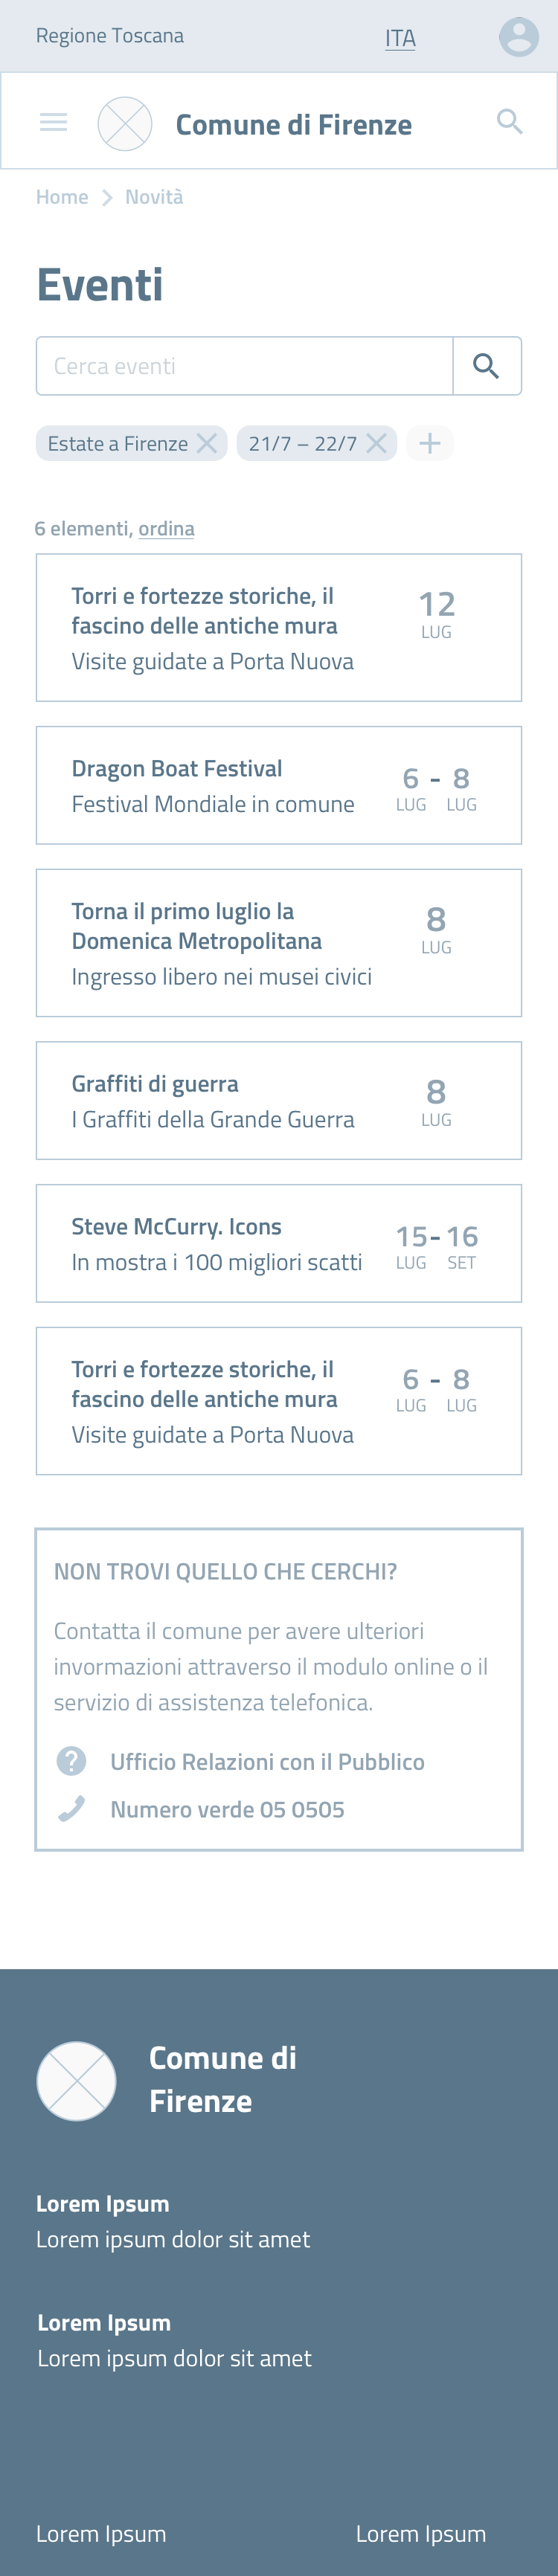 Regione Toscana
ITA
Comune di Firenze
Home
Novità
Eventi
Cerca eventi
Estate a Firenze
21/7 – 22/7
6 elementi, ordina
Torri e fortezze storiche, il
fascino delle antiche mura
Visite guidate a Porta Nuova
12
LUG
Dragon Boat Festival
Festival Mondiale in comune
6 - 8
LUG LUG
Torna il primo luglio la
Domenica Metropolitana
Ingresso libero nei musei civici
8
LUG
Graffiti di guerra
I Graffiti della Grande Guerra
8
LUG
Steve McCurry. Icons
In mostra i 100 migliori scatti
15 - 16
LUG SET
Torri e fortezze storiche, il
fascino delle antiche mura
Visite guidate a Porta Nuova
6 - 8
LUG LUG
NON TROVI QUELLO CHE CERCHI?
Contatta il comune per avere ulteriori
invormazioni attraverso il modulo online o il
servizio di assistenza telefonica.
Ufficio Relazioni con il Pubblico
Numero verde 05 0505
Comune di
Firenze
Lorem Ipsum
Lorem ipsum dolor sit amet
Lorem Ipsum
Lorem ipsum dolor sit amet
Lorem Ipsum
Lorem Ipsum